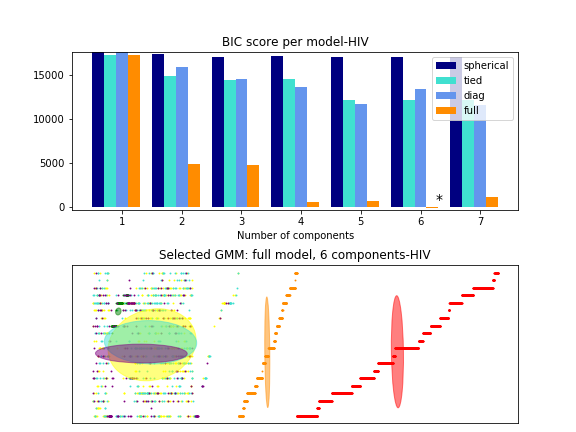 BIC score per model-HIV
15000
10000
5000
0
spherical
tied
diag
full
*
1 2 3 4 5 6 7
Number of components
Selected GMM: full model, 6 components-HIV